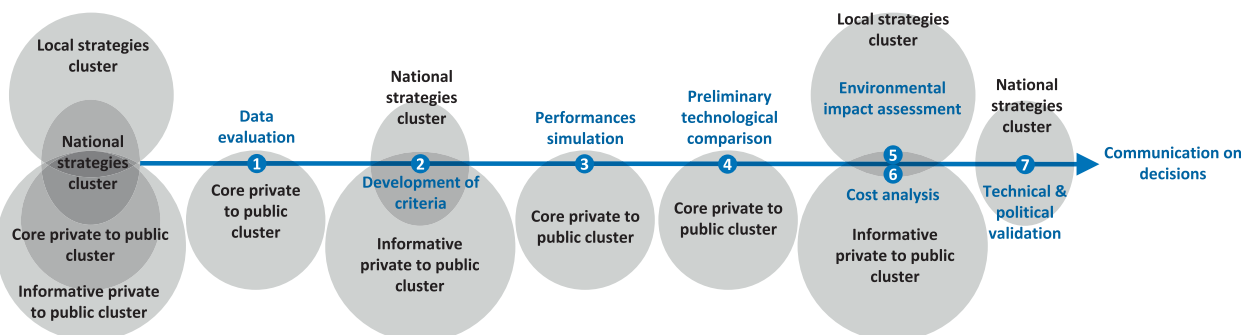 Local strategies
cluster
National
strategies
cluster
Core private to public
cluster
Informative private
to public cluster
Data
evaluation
1
Core private
to public
cluster
National
strategies
cluster
2
Development of
criteria
Informative
private to public
cluster
Performances
simulation
3
Core private to
public cluster
Preliminary
technological
comparison
4
Core private to
public cluster
Local strategies
cluster
Environmental
impact assessment
5
6
Cost analysis
Informative
private to public
cluster
National
strategies
cluster
7
Technical &
political
validation
Communication on
decisions